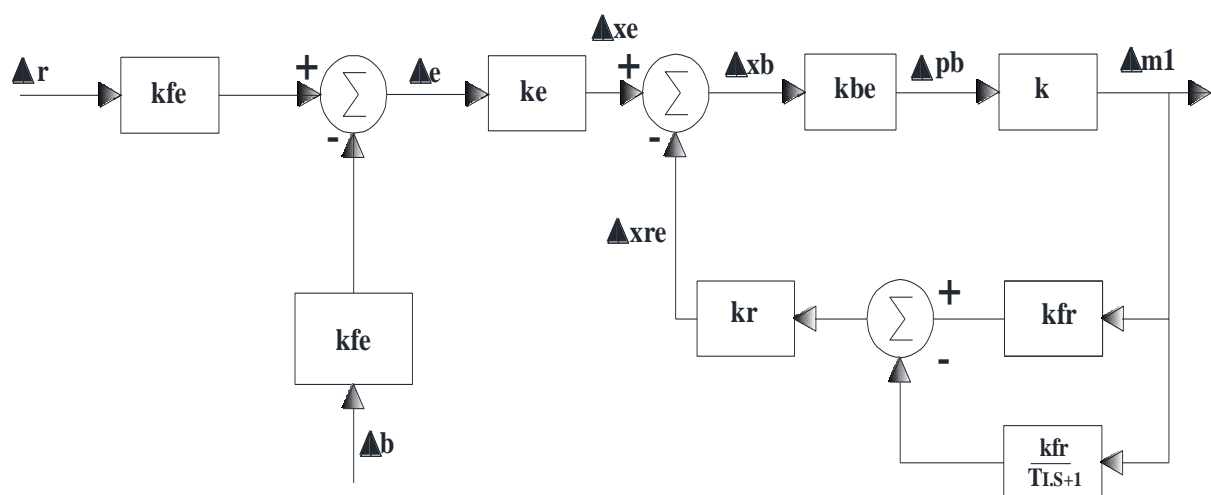 Δr
kfe
+
Σ
-
Δe
ke
Δxe
+
Σ
-
Δxb
kbe
Δpb
k
Δm1
Δxre
kfe
Δb
kr
Σ
+
-
kfr
kfr
TI.S+1